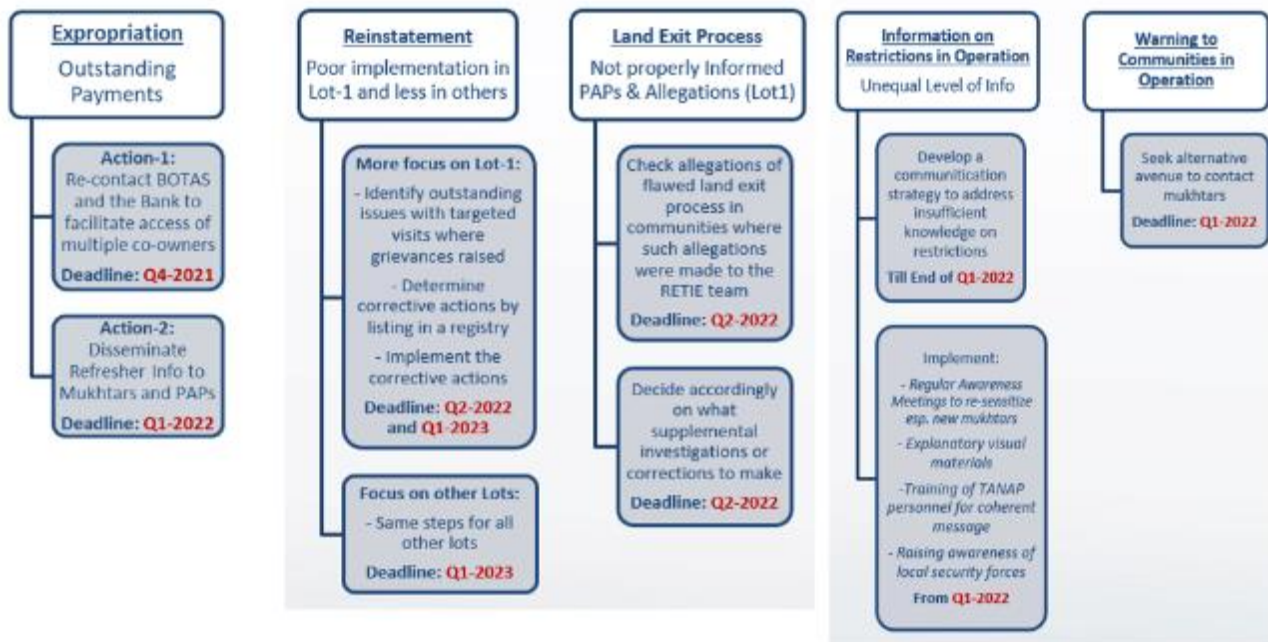 Expropriation
Outstanding
Payments
Action-1:
Re-contact BOTAS
and the Bank to
facilitate access of
multiple co-owners
Deadline: Q4-2021
Action-2:
Disseminate
Refresher Info to
Mukhtars and PAPs
Deadline: Q1-2022
Reinstatement
Poor implementation in
Lot-1 and less in others
More focus on Lot-1:
- Identify outstanding
issues with targeted
visits where
grievances raised
- Determine
corrective actions by
listing in a registry
- Implement the
corrective actions
Deadline: Q2-2022
and Q1-2023
Focus on other Lots:
- Same steps for all
other lots
Deadline: Q1-2023
Land Exit Process
Not properly Informed
PAPs & Allegations (Lot1)
Check allegations of
flawed land exit
process in
communities where
such allegations
were made to the
RETIE team
Deadline: Q2-2022
Decide accordingly
on what
supplemental
investigations or
corrections to make
Deadline: Q2-2022
Information on
Restrictions in Operation
Unequal Level of Info
Develop a
communitication
strategy to address
insufficient
knowledge on
restrictions
Till End of Q1-2022
Implement:
- Regular Awareness
Meetings to re-sensitize
esp. new mukhtars
- Explanatory visual
materials
-Training of TANAP
personnel for coherent
message
- Raising awareness of
local security forces
From Q1-2022
Warning to
Communities in
Operation
Seek alternative
avenue to contact
mukhtars
Deadline: Q1-2022